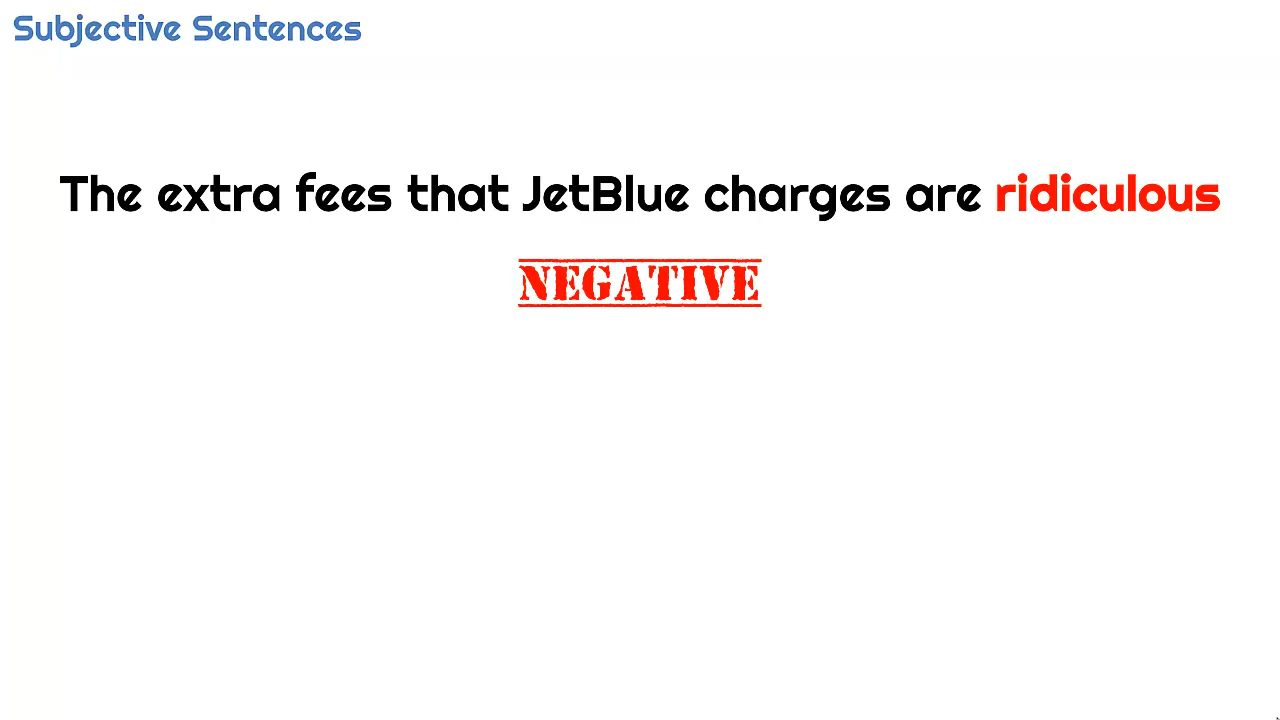 Subjective Sentences
The extra fees that JetBlue charges are ridiculous
NEGATIVE